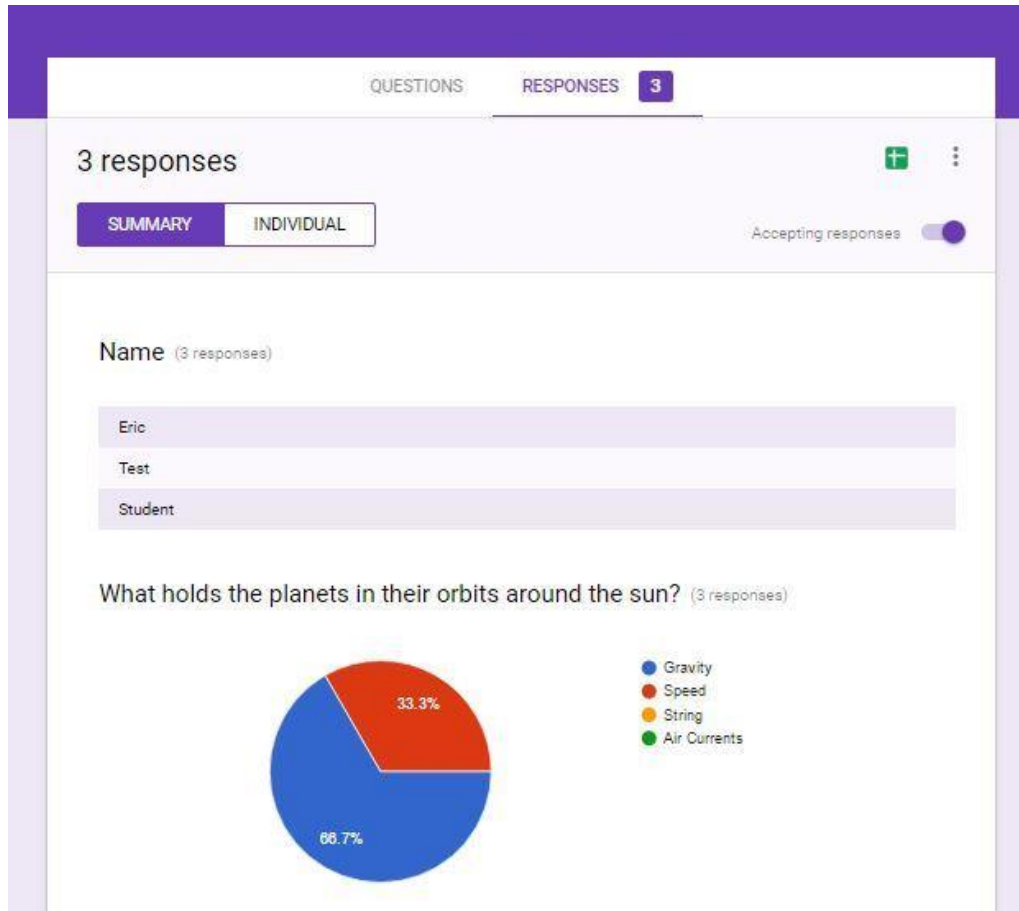 QUESTIONS RESPONSES 3
3 responses
SUMMARY INDIVIDUAL
Accepting responses
Name (3 responses)
Eric
Test
Student
What holds the planets in their orbits around the sun? (3 responses)
33.3%
66.7%
Gravity
Speed
String
Air Currents